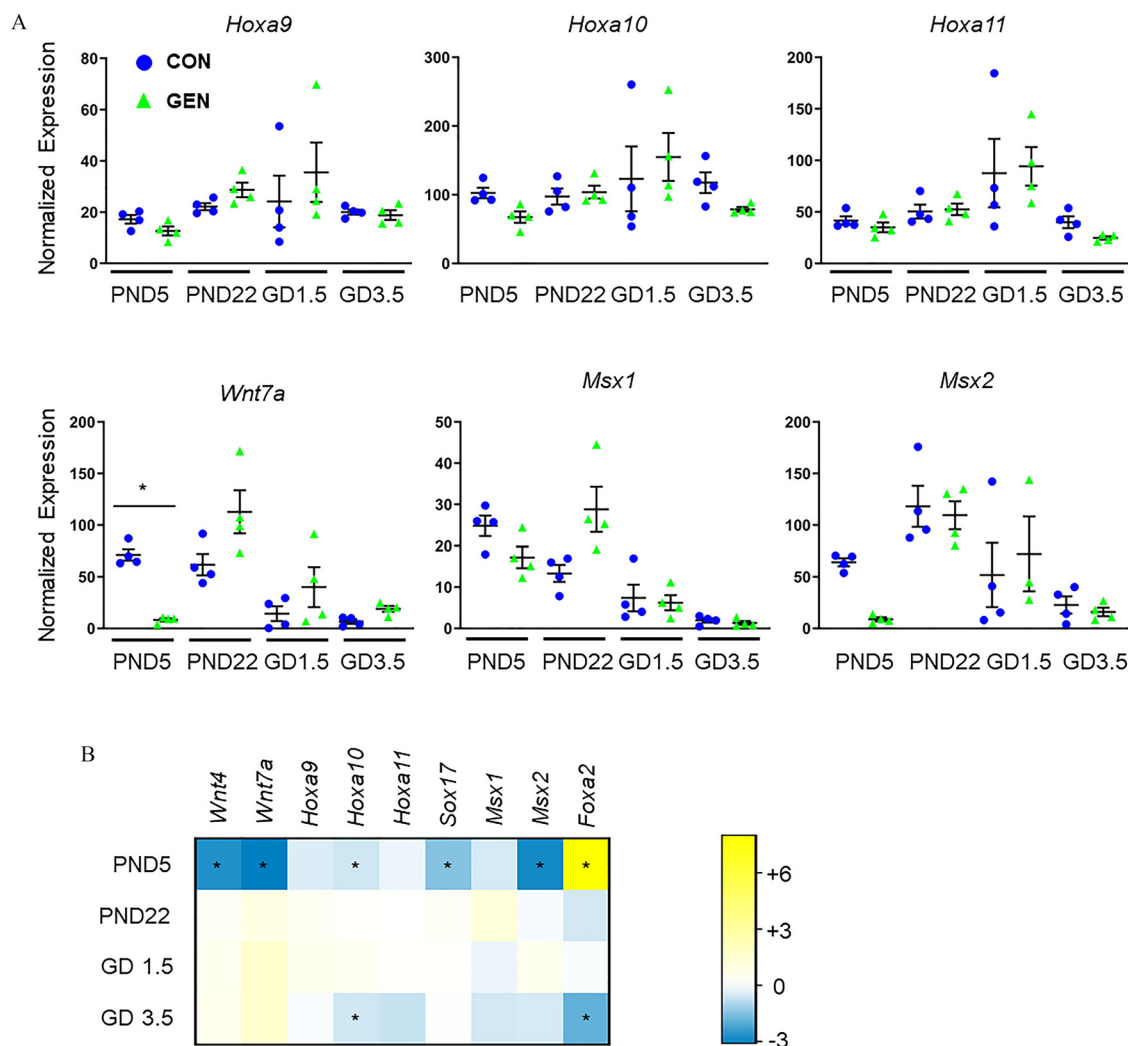 A
Hoxa9
Hoxa10
Hoxa11
Normalized Expression
80
60
40
20
0
CON
GEN
PND5 PND22 GD1.5 GD3.5
300
200
100
0
PND5 PND22 GD1.5 GD3.5
200
150
100
50
0
PND5 PND22 GD1.5 GD3.5
Wnt7a
Msx1
Msx2
Normalized Expression
200
150
100
50
0
*
PND5 PND22 GD1.5 GD3.5
50
40
30
20
10
0
PND5 PND22 GD1.5 GD3.5
200
150
100
50
0
PND5 PND22 GD1.5 GD3.5
B
Wnt4 Wnt7a Hoxa9 Hoxa10 Hoxa11 Sox17 Msx1 Msx2 Foxa2
PND5 * * * * * *
PND22
GD 1.5
GD 3.5 * *
+6
+3
0
-3